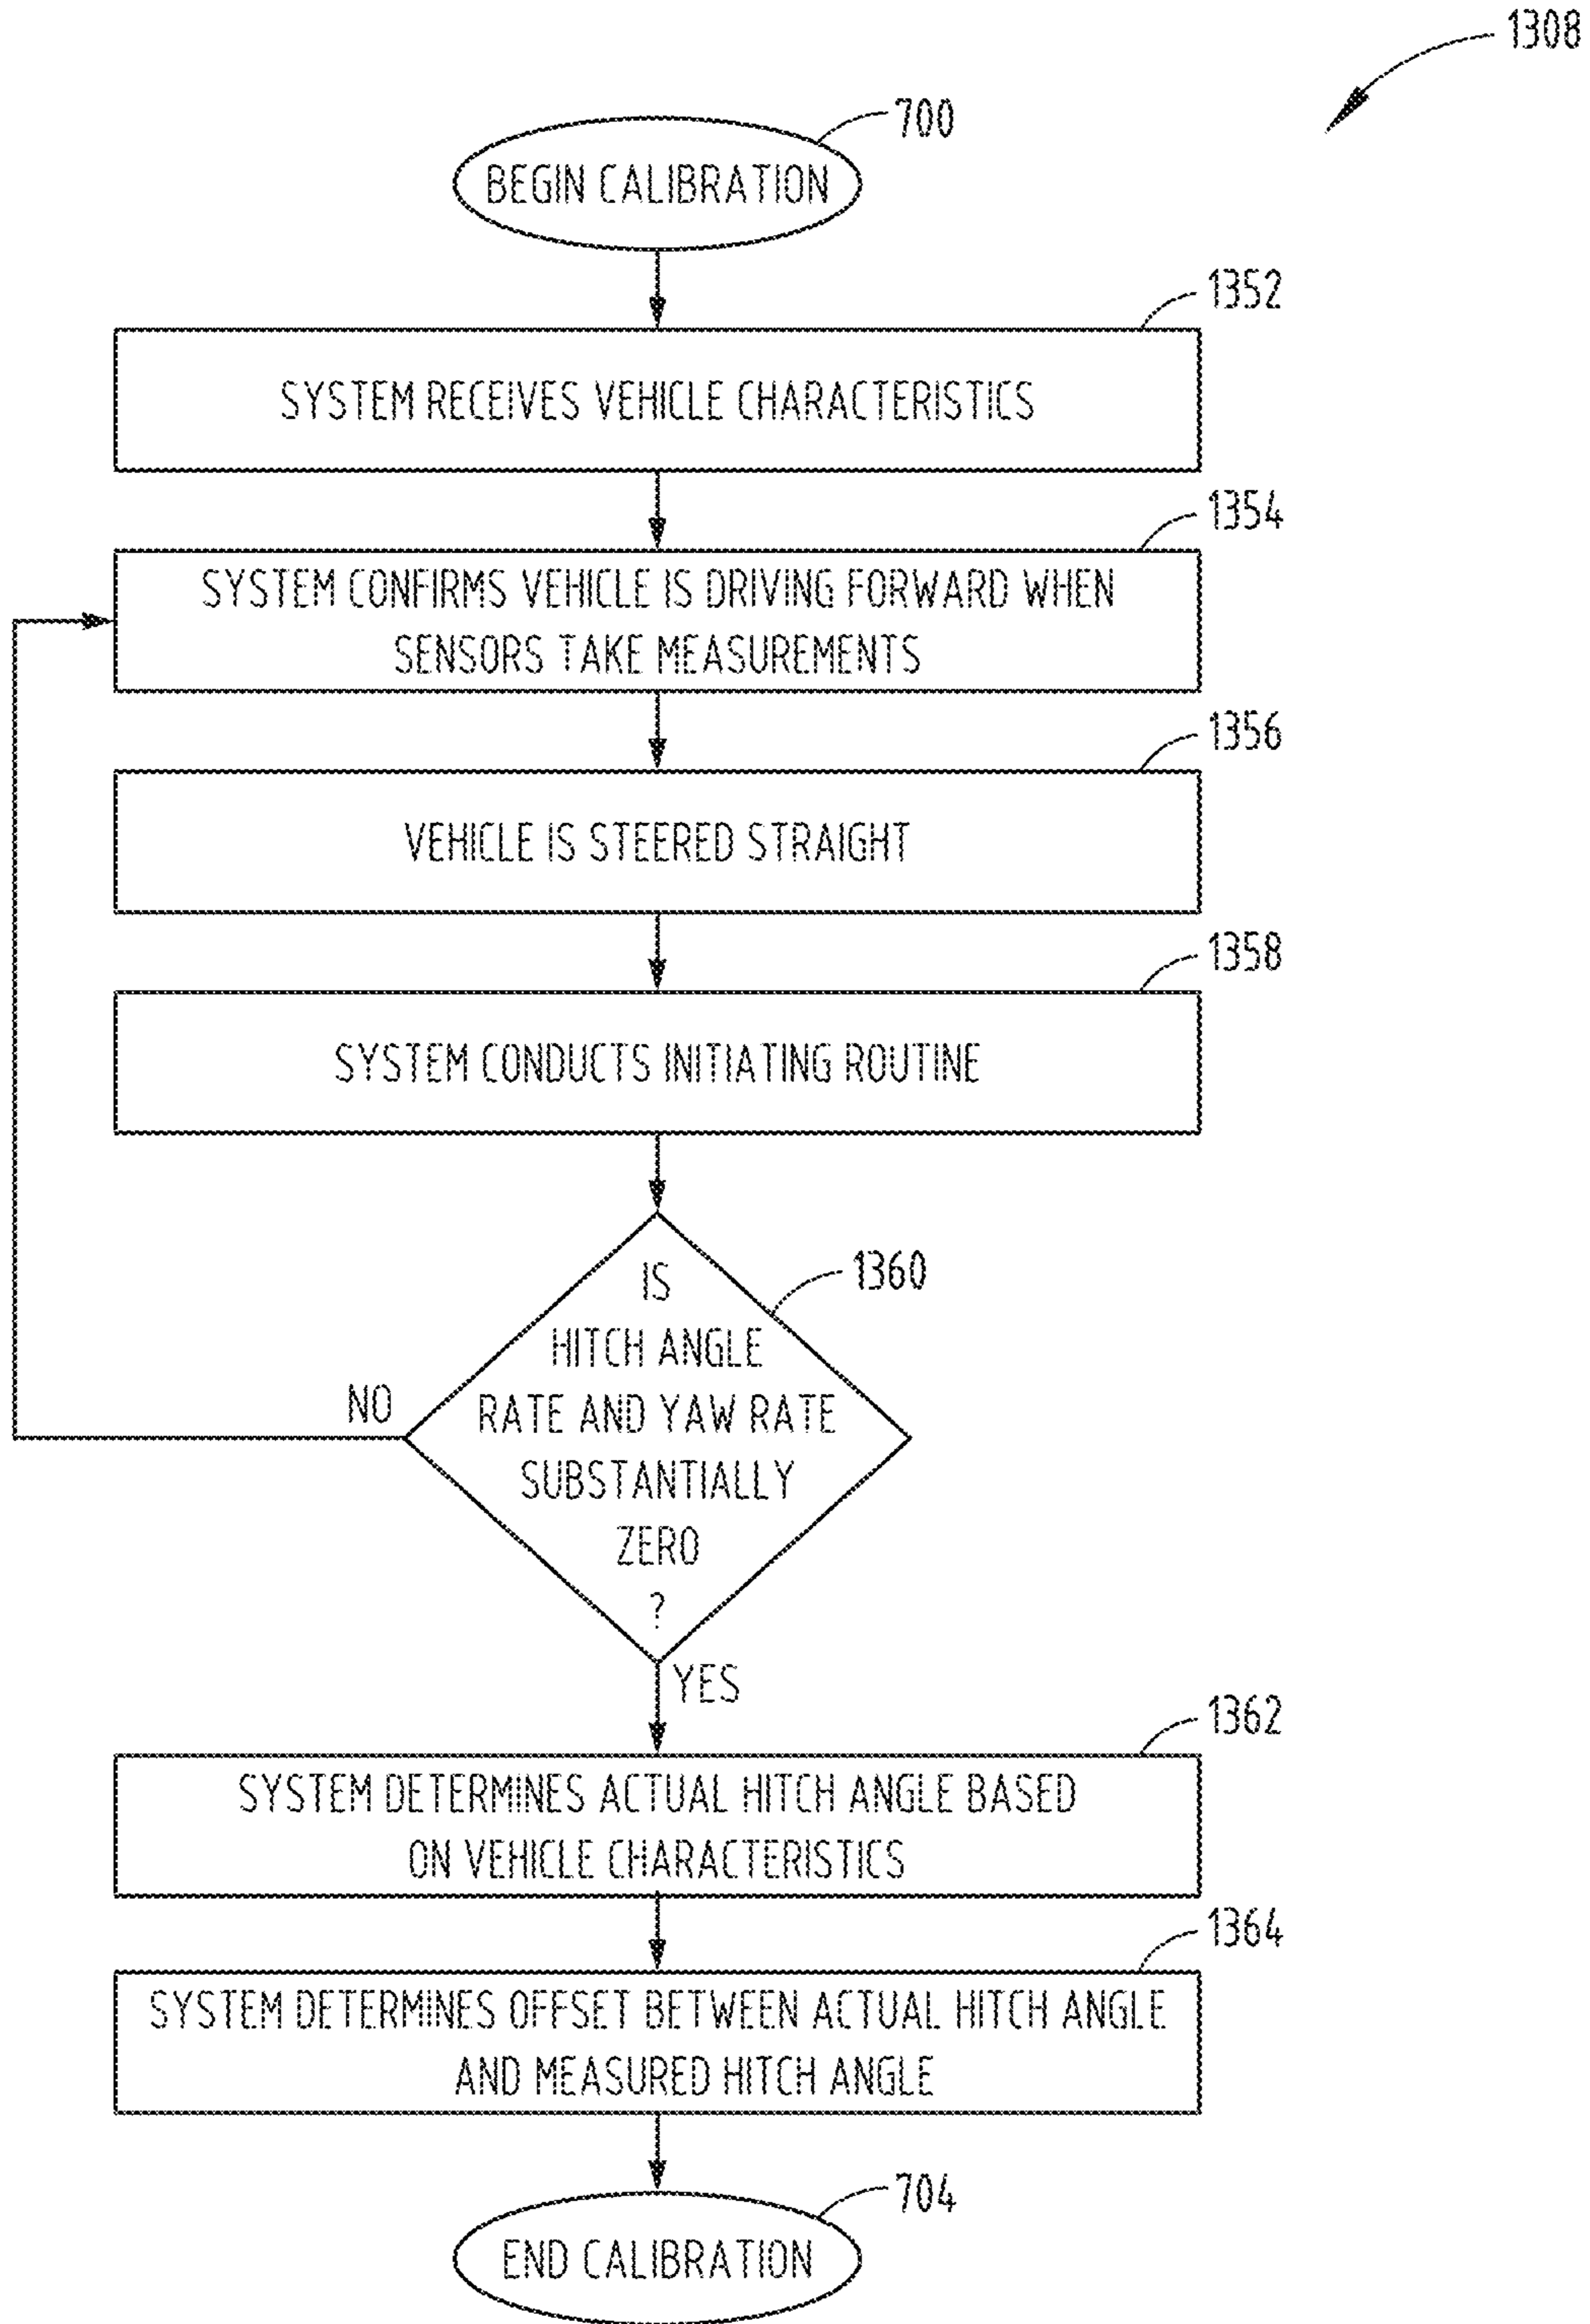 1308
700
BEGIN CALIBRATION
1352
SYSTEM RECEIVES VEHICLE CHARACTERISTICS
1354
SYSTEM CONFIRMS VEHICLE IS DRIVING FORWARD WHEN
SENSORS TAKE MEASUREMENTS
1356
VEHICLE IS STEERED STRAIGHT
1358
SYSTEM CONDUCTS INITIATING ROUTINE
1360
IS
HITCH ANGLE
RATE AND YAW RATE
SUBSTANTIALLY
ZERO
?
NO
YES
1362
SYSTEM DETERMINES ACTUAL HITCH ANGLE BASED
ON VEHICLE CHARACTERISTICS
1364
SYSTEM DETERMINES OFFSET BETWEEN ACTUAL HITCH ANGLE
AND MEASURED HITCH ANGLE
704
END CALIBRATION